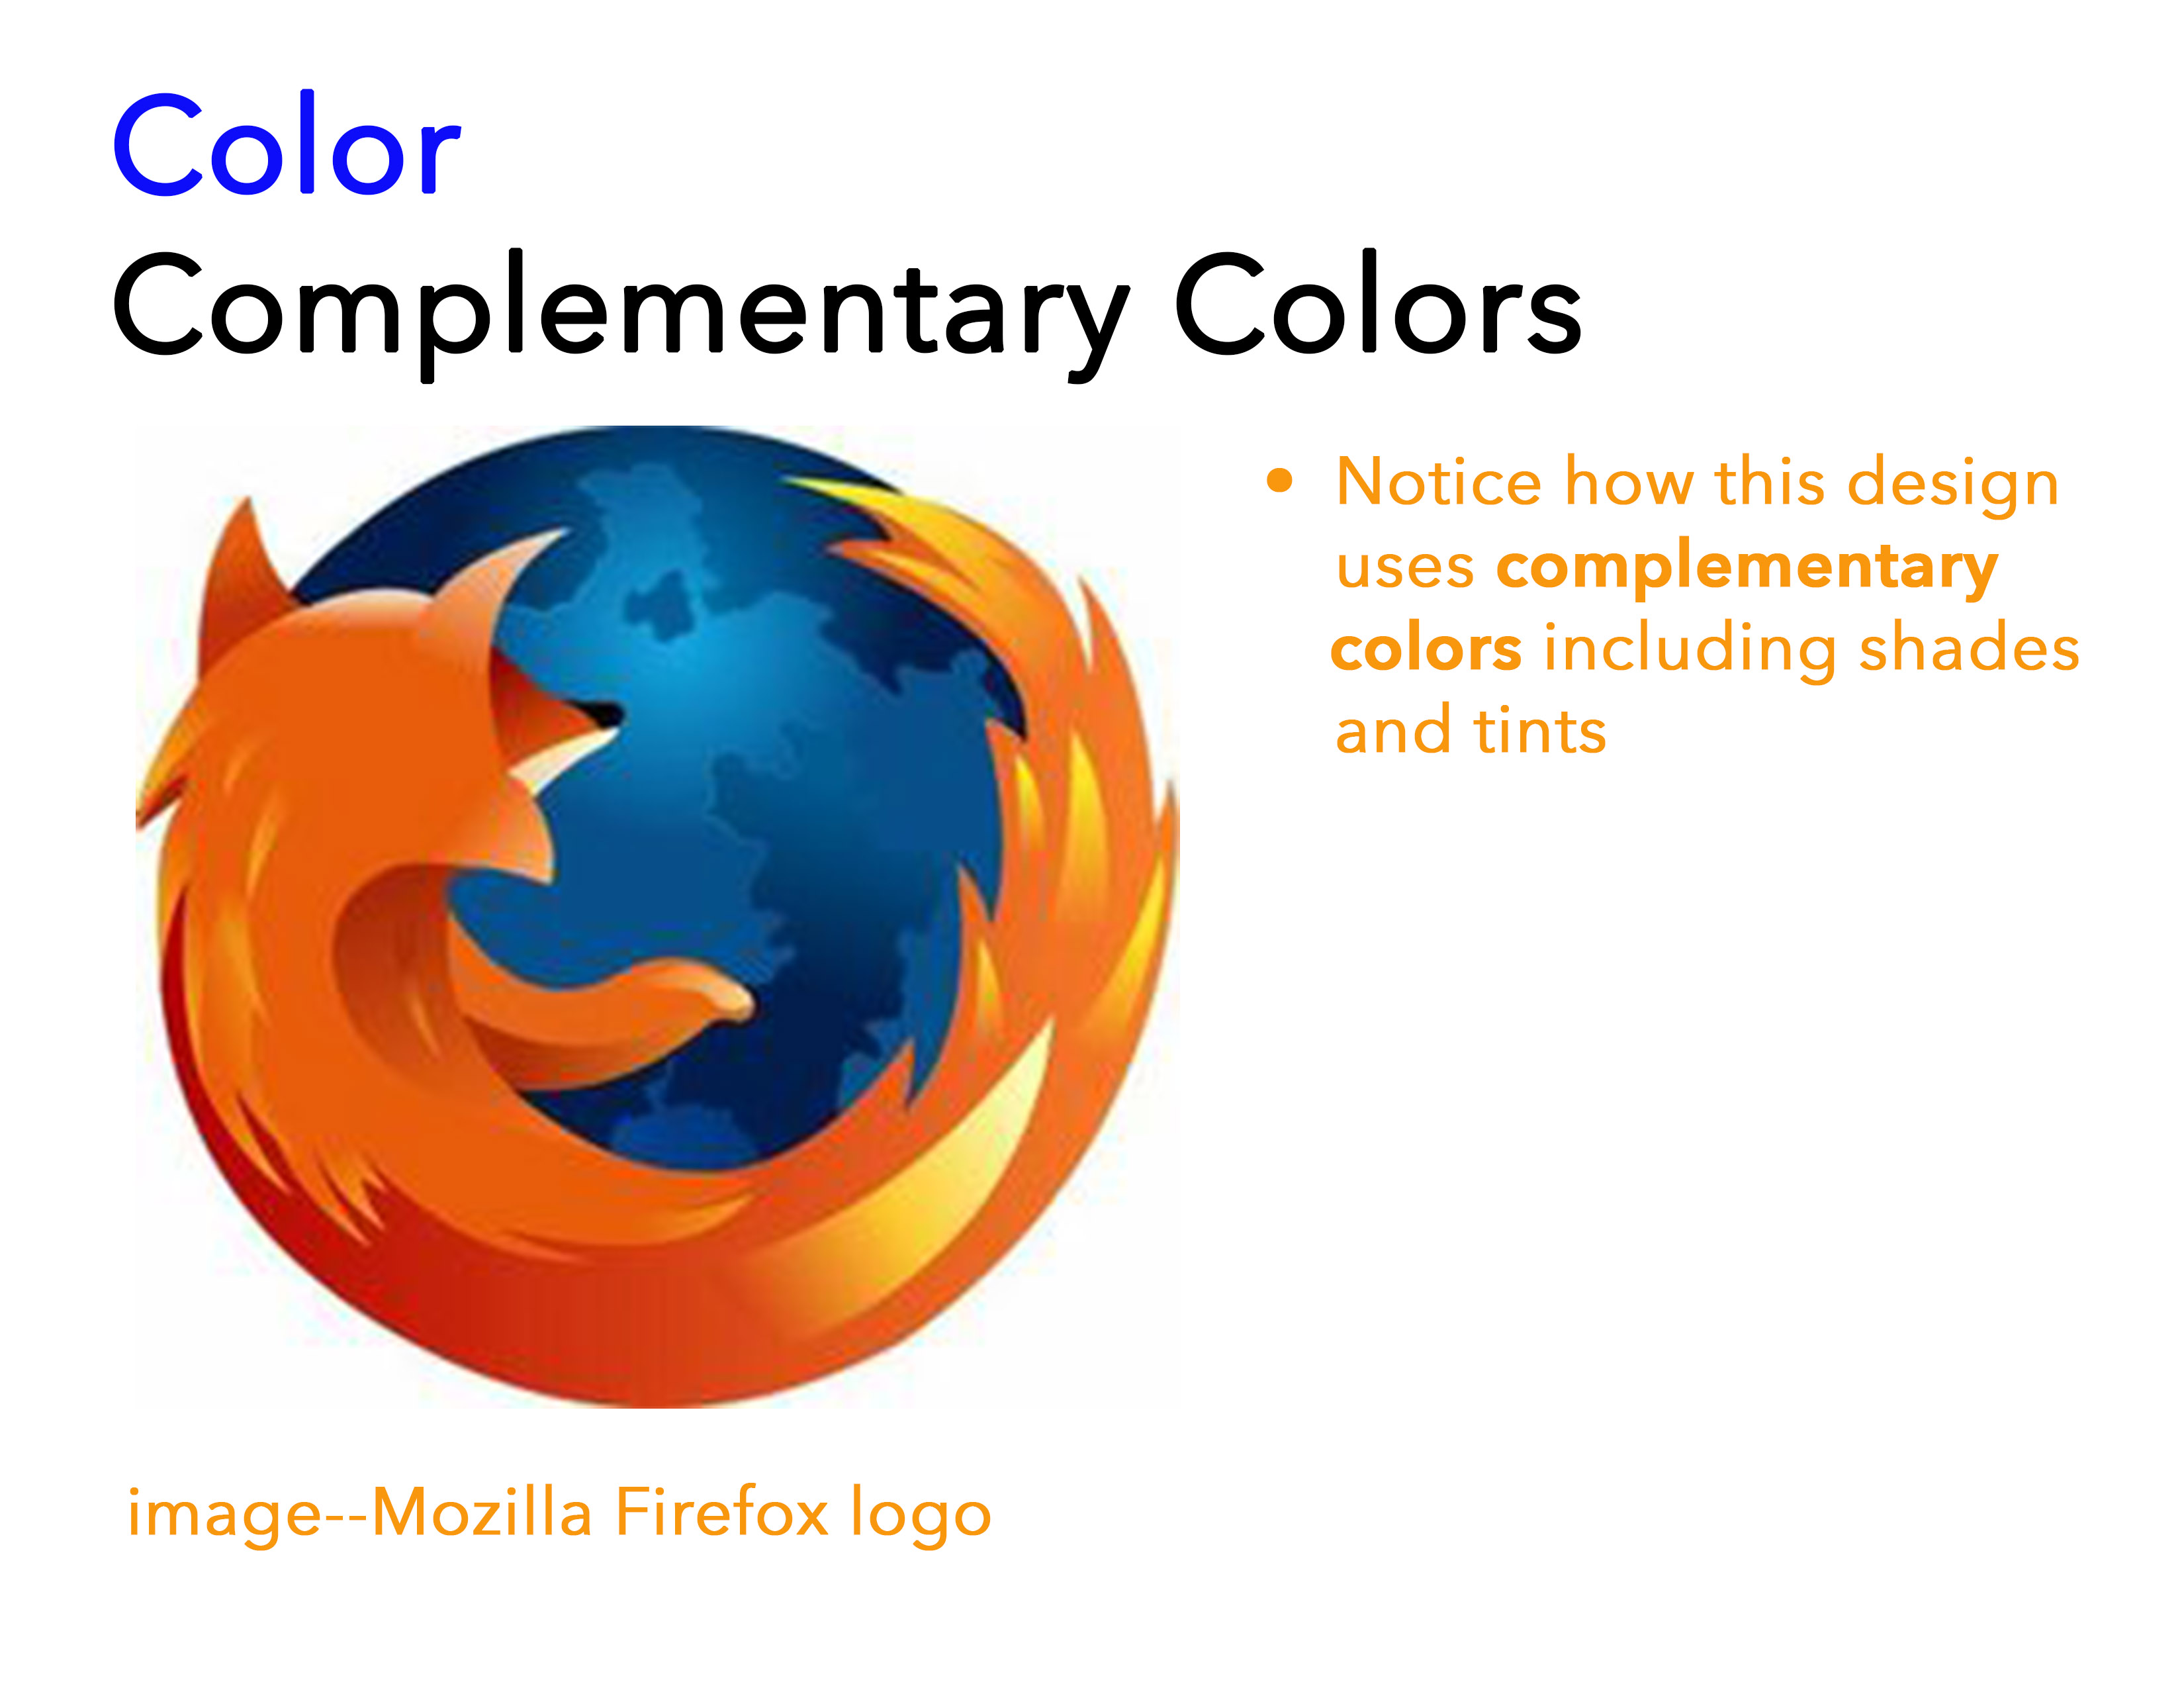 Color
Complementary Colors
• Notice how this design
uses complementary
colors including shades
and tints
image--Mozilla Firefox logo